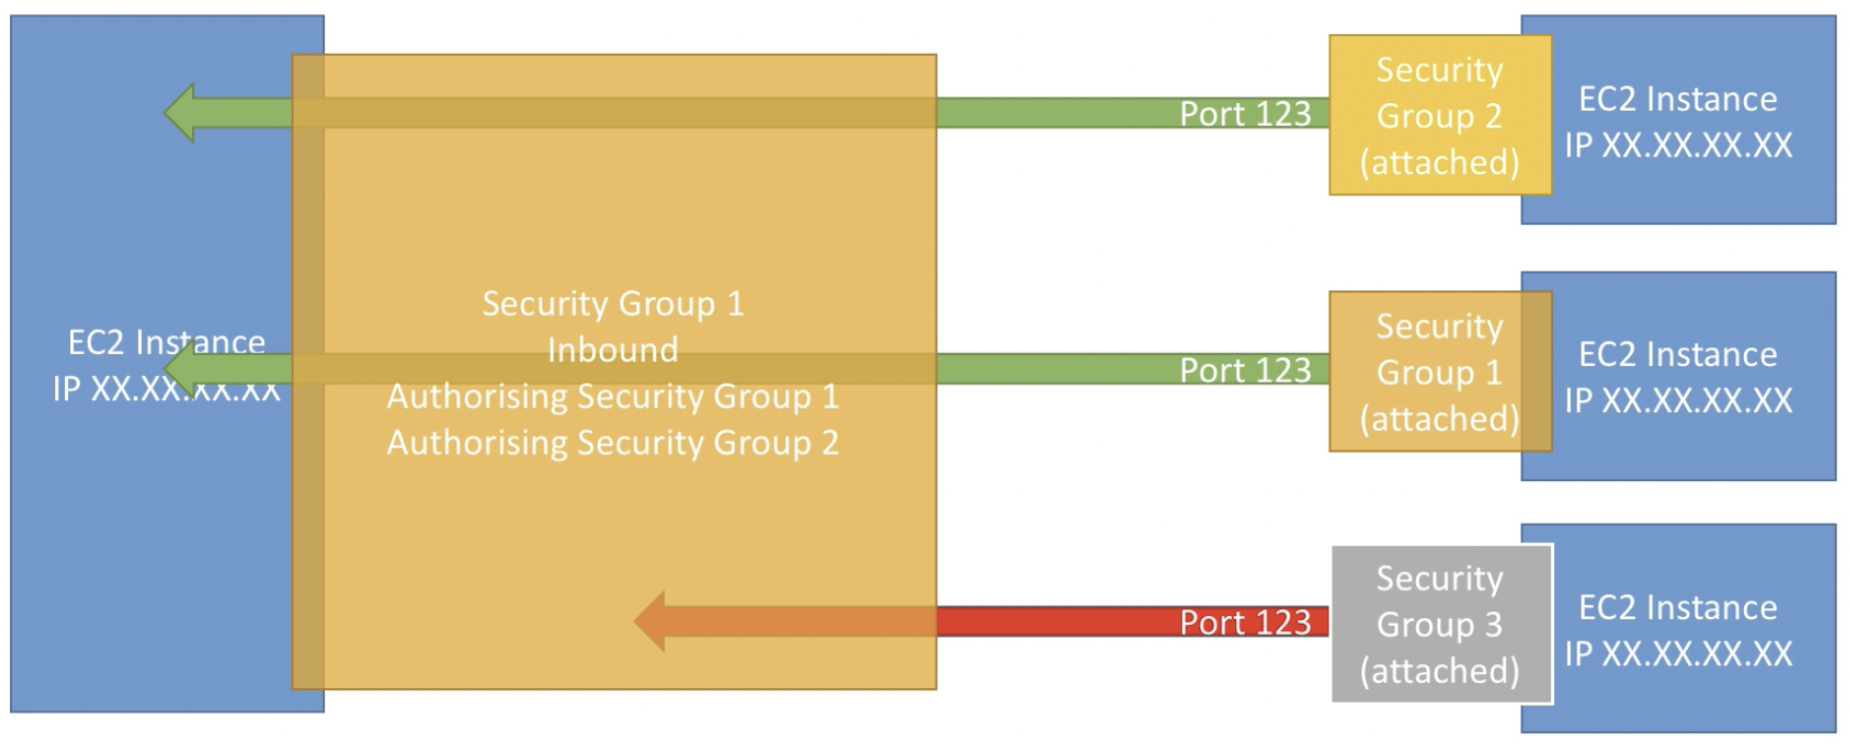 EC2 Instance
IP XX.XX.XX.XX
Security Group 1
Inbound
Authorising Security Group 1
Authorising Security Group 2
Port 123
Security
Group 2
(attached)
EC2 Instance
IP XX.XX.XX.XX
Port 123
Security
Group 1
(attached)
EC2 Instance
IP XX.XX.XX.XX
Port 123
Security
Group 3
(attached)
EC2 Instance
IP XX.XX.XX.XX